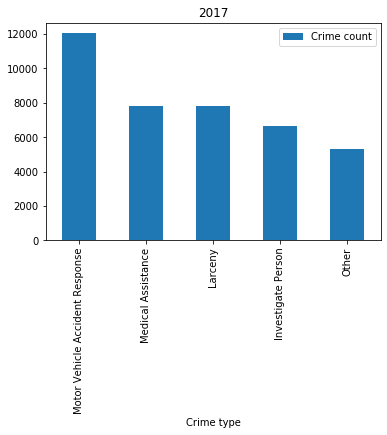 2017
Crime count
12000
10000
8000
6000
4000
2000
0
Motor Vehicle Accident Response
Medical Assistance
Larceny
Investigate Person
Other
Crime type